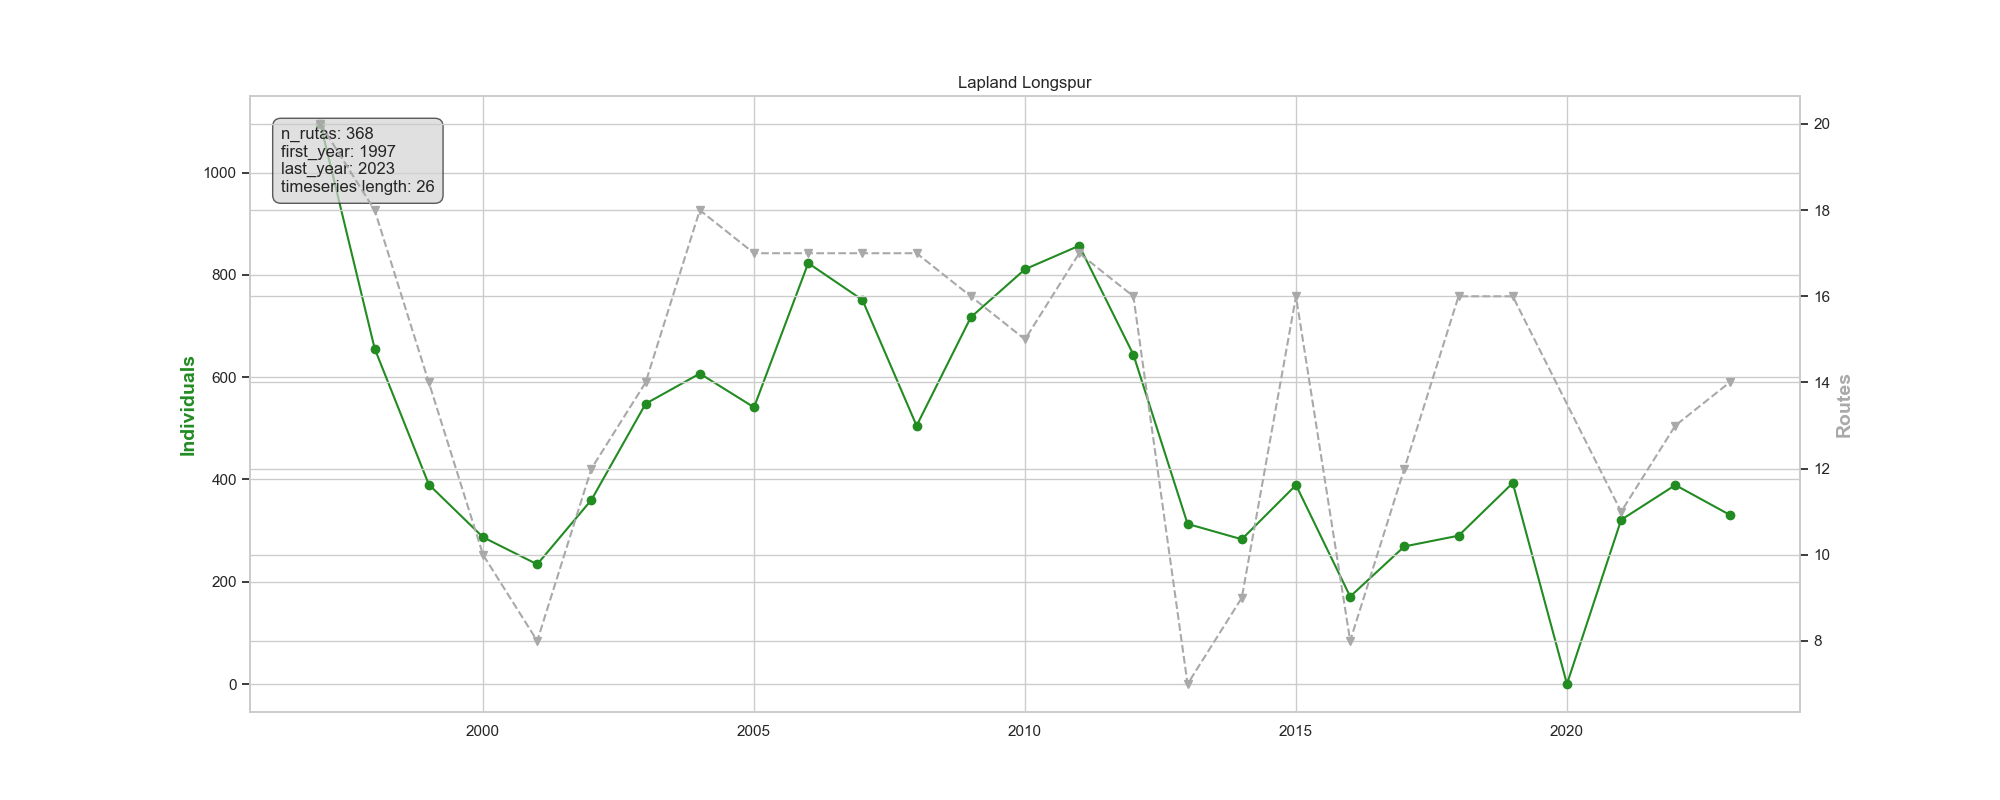 Lapland Longspur
n_rutas: 368
first_year: 1997
last_year: 2023
timeseries length: 26
1000
800
600
400
200
0
Individuals
20
18
16
14
12
10
8
Routes
2000
2005
2010
2015
2020